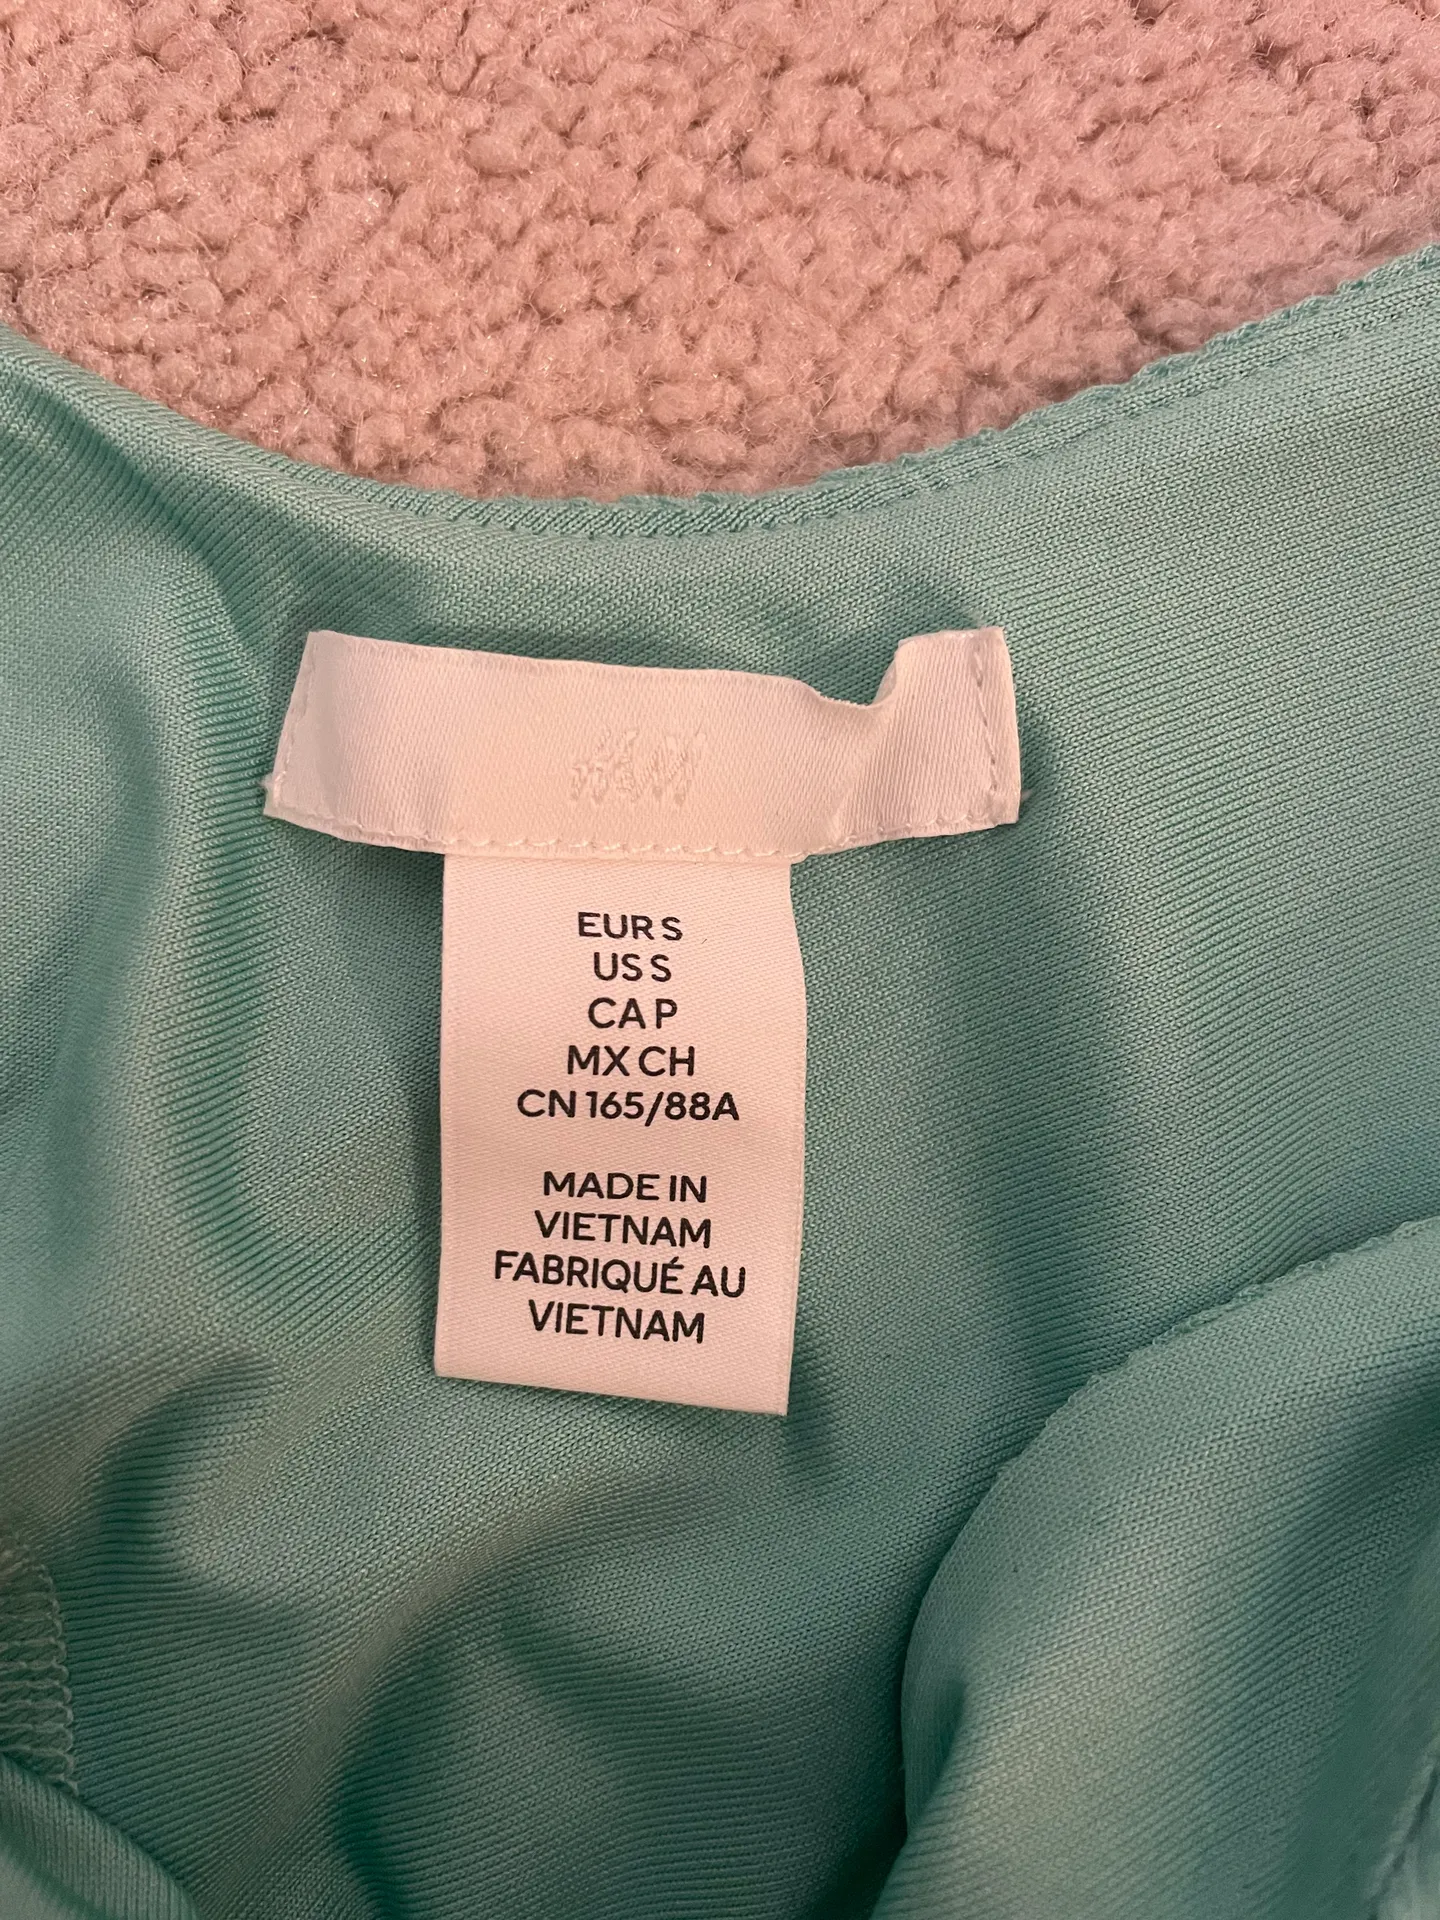 H&M
EUR S
US S
CA P
MX CH
CN 165/88A
MADE IN
VIETNAM
FABRIQUÉ AU
VIETNAM